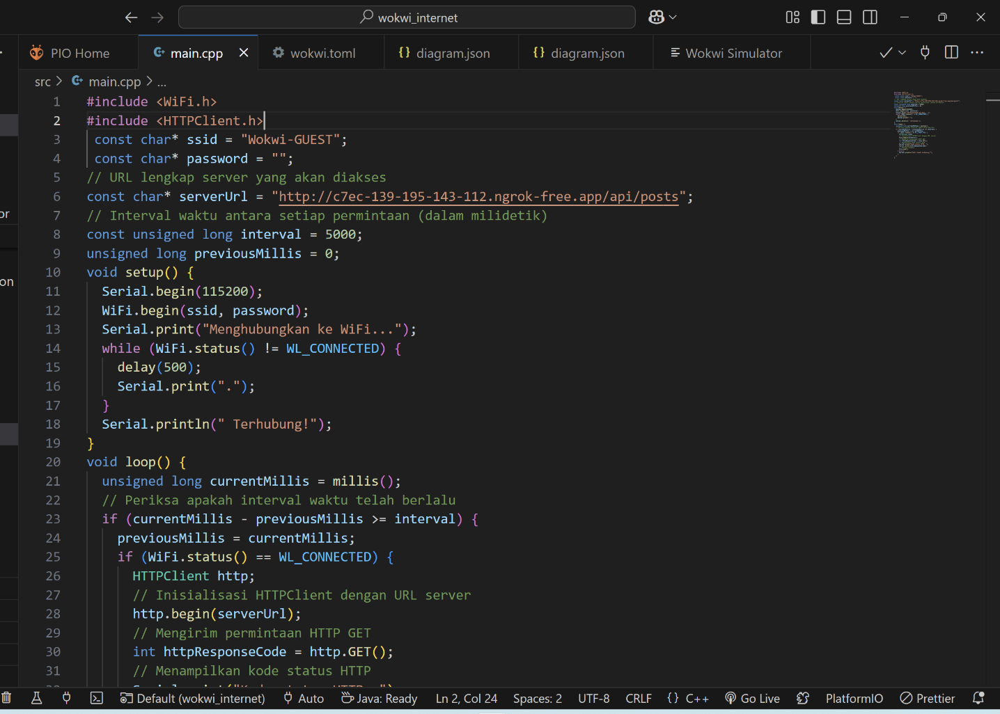 wokwi_internet
PIO Home
main.cpp
wokwi.toml
{} diagram.json
{} diagram.json
Wokwi Simulator
src > main.cpp > ...
or
on
1 #include <WiFi.h>
2 #include <HTTPClient.h>
3 const char* ssid = "Wokwi-GUEST";
4 const char* password = "";
5 // URL lengkap server yang akan diakses
6 const char* serverUrl = "http://c7ec-139-195-143-112.ngrok-free.app/api/posts";
7 // Interval waktu antara setiap permintaan (dalam milidetik)
8 const unsigned long interval = 5000;
9 unsigned long previousMillis = 0;
10 void setup() {
11 Serial.begin(115200);
12 WiFi.begin(ssid, password);
13 Serial.print("Menghubungkan ke WiFi...");
14 while (WiFi.status() != WL_CONNECTED) {
15 delay(500);
16 Serial.print(".");
17 }
18 Serial.println(" Terhubung!");
19 }
20 void loop() {
21 unsigned long currentMillis = millis();
22 // Periksa apakah interval waktu telah berlalu
23 if (currentMillis - previousMillis >= interval) {
24 previousMillis = currentMillis;
25 if (WiFi.status() == WL_CONNECTED) {
26 HTTPClient http;
27 // Inisialisasi HTTPClient dengan URL server
28 http.begin(serverUrl);
29 // Mengirim permintaan HTTP GET
30 int httpResponseCode = http.GET();
31 // Menampilkan kode status HTTP
Default (wokwi_internet) Auto Java: Ready Ln 2, Col 24 Spaces: 2 UTF-8 CRLF {} C++ Go Live PlatformIO Prettier